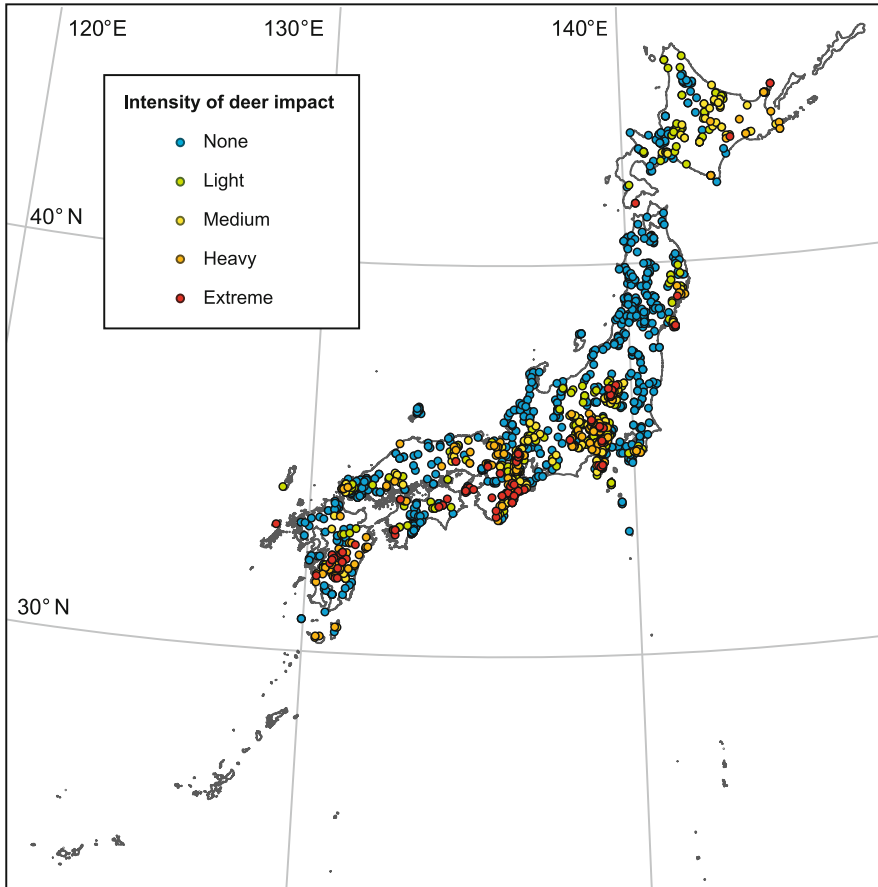 120°E
130°E
140°E
Intensity of deer impact
None
Light
Medium
Heavy
Extreme
40° N
30° N